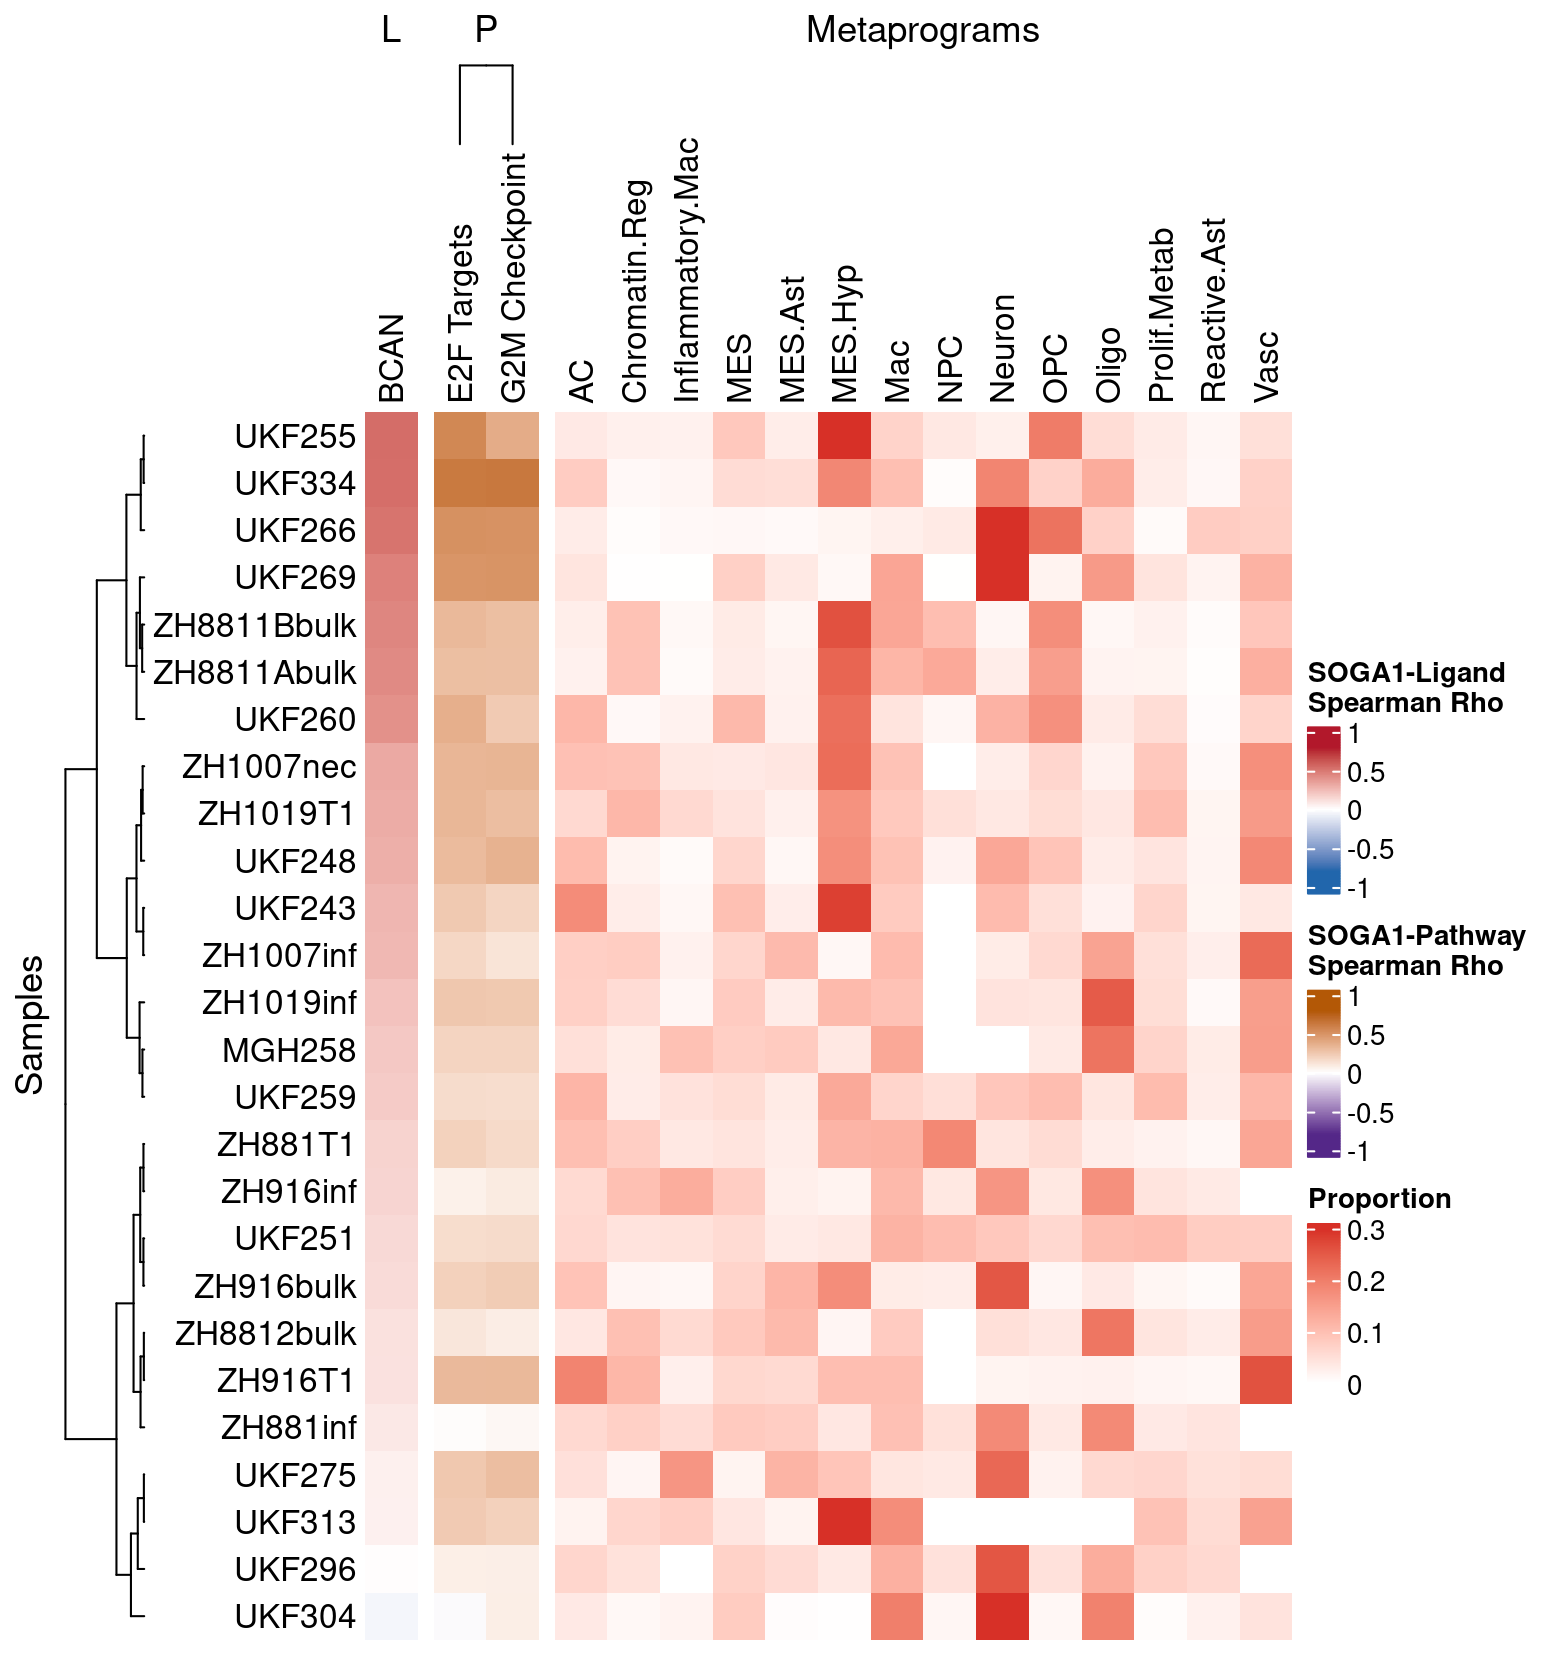 L P Metaprograms
BCAN
E2F Targets
G2M Checkpoint
AC
Chromatin.Reg
Inflammatory.Mac
MES
MES.Ast
MES.Hyp
Mac
NPC
Neuron
OPC
Oligo
Prolif.Metab
Reactive.Ast
Vasc
Samples
UKF255
UKF334
UKF266
UKF269
ZH8811Bbulk
ZH8811Abulk
UKF260
ZH1007nec
ZH1019T1
UKF248
UKF243
ZH1007inf
ZH1019inf
MGH258
UKF259
ZH881T1
ZH916inf
UKF251
ZH916bulk
ZH8812bulk
ZH916T1
ZH881inf
UKF275
UKF313
UKF296
UKF304
SOGA1-Ligand
Spearman Rho
1
0.5
0
-0.5
-1
SOGA1-Pathway
Spearman Rho
1
0.5
0
-0.5
-1
Proportion
0.3
0.2
0.1
0